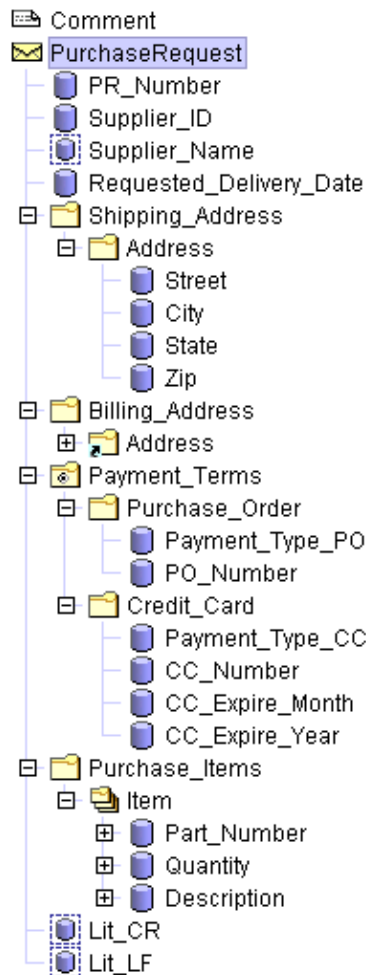 Comment
PurchaseRequest
PR_Number
Supplier_ID
Supplier_Name
Requested_Delivery_Date
Shipping_Address
Address
Street
City
State
Zip
Billing_Address
Address
Payment_Terms
Purchase_Order
Payment_Type_PO
PO_Number
Credit_Card
Payment_Type_CC
CC_Number
CC_Expire_Month
CC_Expire_Year
Purchase_Items
Item
Part_Number
Quantity
Description
Lit_CR
Lit_LF